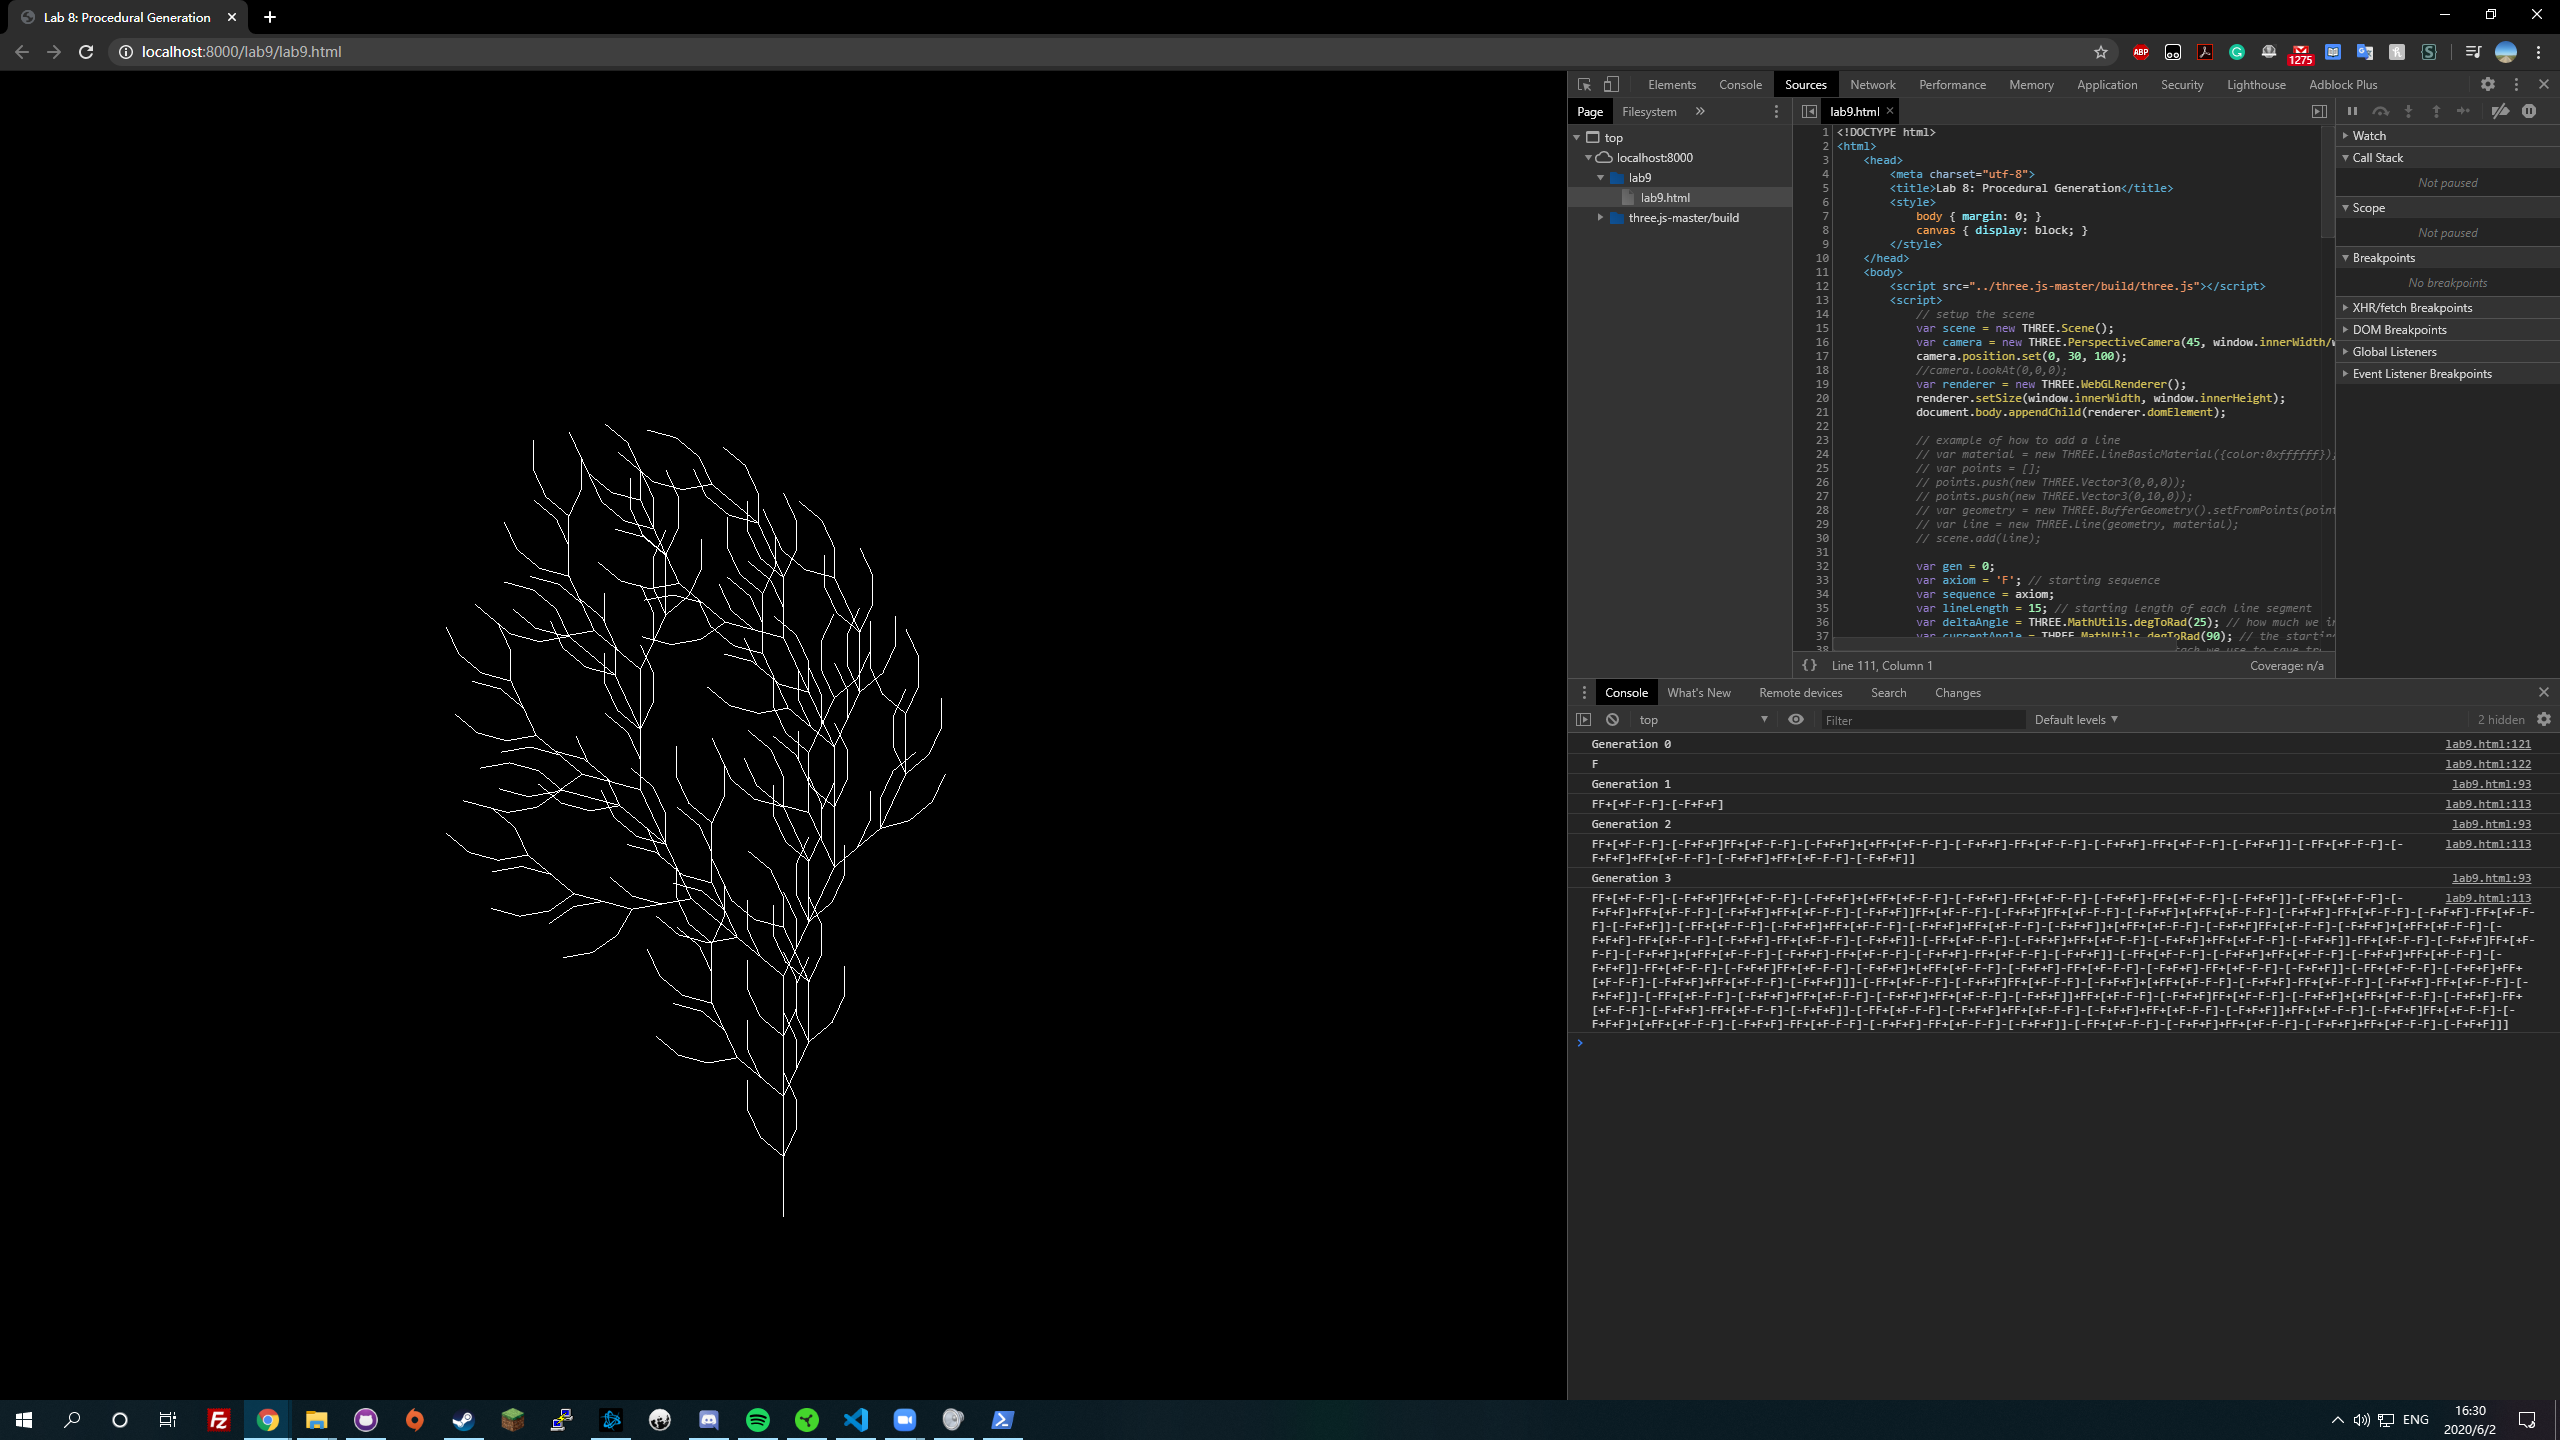 Lab 8: Procedural Generation
localhost:8000/lab9/lab9.html
ABP
1275
Elements Console Sources Network Performance Memory Application Security Lighthouse Adblock Plus
Page Filesystem »
lab9.html
top
localhost:8000
lab9
lab9.html
three.js-master/build
1 <!DOCTYPE html>
2 <html>
3 <head>
4 <meta charset="utf-8">
5 <title>Lab 8: Procedural Generation</title>
6 <style>
7 body { margin: 0; }
8 canvas { display: block; }
9 </style>
10 </head>
11 <body>
12 <script src="../three.js-master/build/three.js"></script>
13 <script>
14 // setup the scene
15 var scene = new THREE.Scene();
16 var camera = new THREE.PerspectiveCamera(45, window.innerWidth/w
17 camera.position.set(0, 30, 100);
18 //camera.lookAt(0,0,0);
19 var renderer = new THREE.WebGLRenderer();
20 renderer.setSize(window.innerWidth, window.innerHeight);
21 document.body.appendChild(renderer.domElement);
22
23 // example of how to add a line
24 // var material = new THREE.LineBasicMaterial({color:0xffffff});
25 // var points = [];
26 // points.push(new THREE.Vector3(0,0,0));
27 // points.push(new THREE.Vector3(0,10,0));
28 // var geometry = new THREE.BufferGeometry().setFromPoints(point
29 // var line = new THREE.Line(geometry, material);
30 // scene.add(line);
31
32 var gen = 0;
33 var axiom = 'F'; // starting sequence
34 var sequence = axiom;
35 var lineLength = 15; // starting length of each line segment
36 var deltaAngle = THREE.MathUtils.degToRad(25); // how much we in
37 var currentAngle = THREE.MathUtils.degToRad(90); // the startin
38
{} Line 111, Column 1 Coverage: n/a
Watch
Call Stack
Not paused
Scope
Not paused
Breakpoints
No breakpoints
XHR/fetch Breakpoints
DOM Breakpoints
Global Listeners
Event Listener Breakpoints
Console What's New Remote devices Search Changes
top Filter Default levels 2 hidden
Generation 0 lab9.html:121
F lab9.html:122
Generation 1 lab9.html:93
FF+[+F-F-F]-[-F+F+F] lab9.html:113
Generation 2 lab9.html:93
FF+[+F-F-F]-[-F+F+F]FF+[+F-F-F]-[-F+F+F]+[+FF+[+F-F-F]-[-F+F+F]-FF+[+F-F-F]-[-F+F+F]-FF+[+F-F-F]-[-F+F+F]]-[-FF+[+F-F-F]-[- lab9.html:113
F+F+F]+FF+[+F-F-F]-[-F+F+F]+FF+[+F-F-F]-[-F+F+F]]
Generation 3 lab9.html:93
FF+[+F-F-F]-[-F+F+F]FF+[+F-F-F]-[-F+F+F]+[+FF+[+F-F-F]-[-F+F+F]-FF+[+F-F-F]-[-F+F+F]-FF+[+F-F-F]-[-F+F+F]]-[-FF+[+F-F-F]-[- lab9.html:113
ENG
16:30
2020/6/2